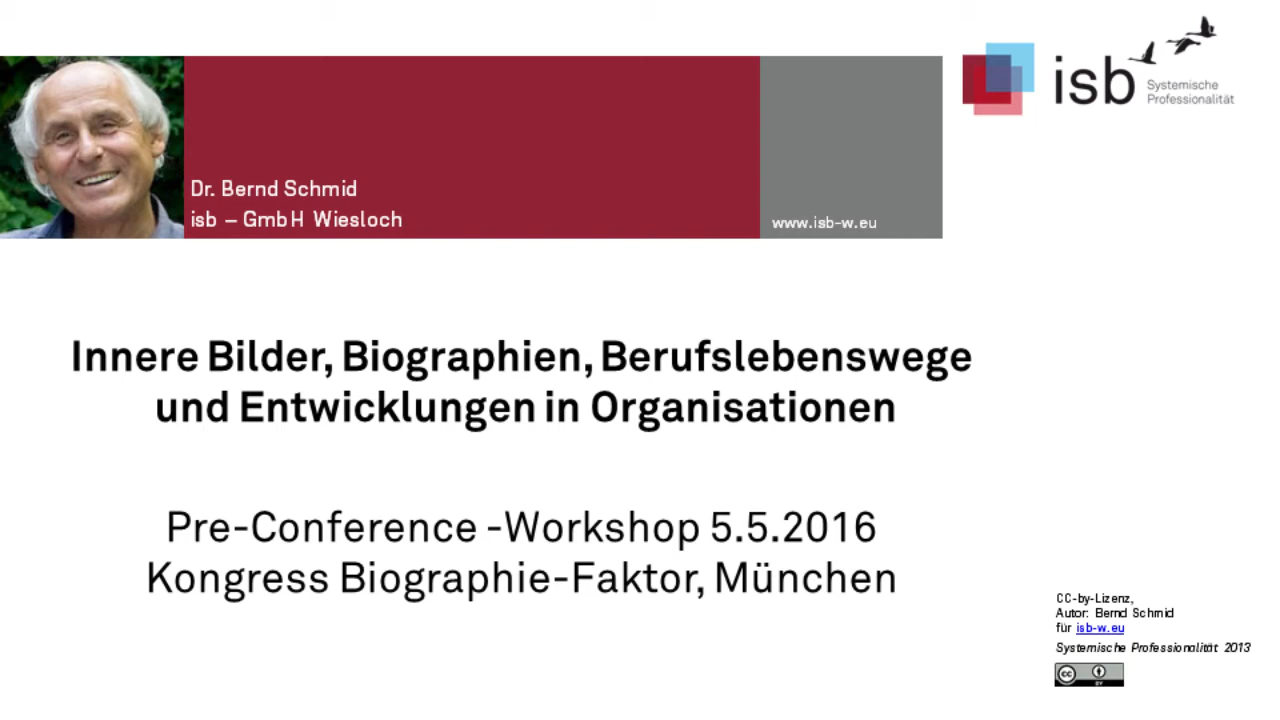 isb
Systemische
Professionalität
Dr. Bernd Schmid
isb – GmbH Wiesloch
www.isb-w.eu
Innere Bilder, Biographien, Berufslebenswege
und Entwicklungen in Organisationen
Pre-Conference -Workshop 5.5.2016
Kongress Biographie-Faktor, München
CC-by-Lizenz,
Autor: Bernd Schmid
für isb-w.eu
Systemische Professionalität 2013
cc
BY